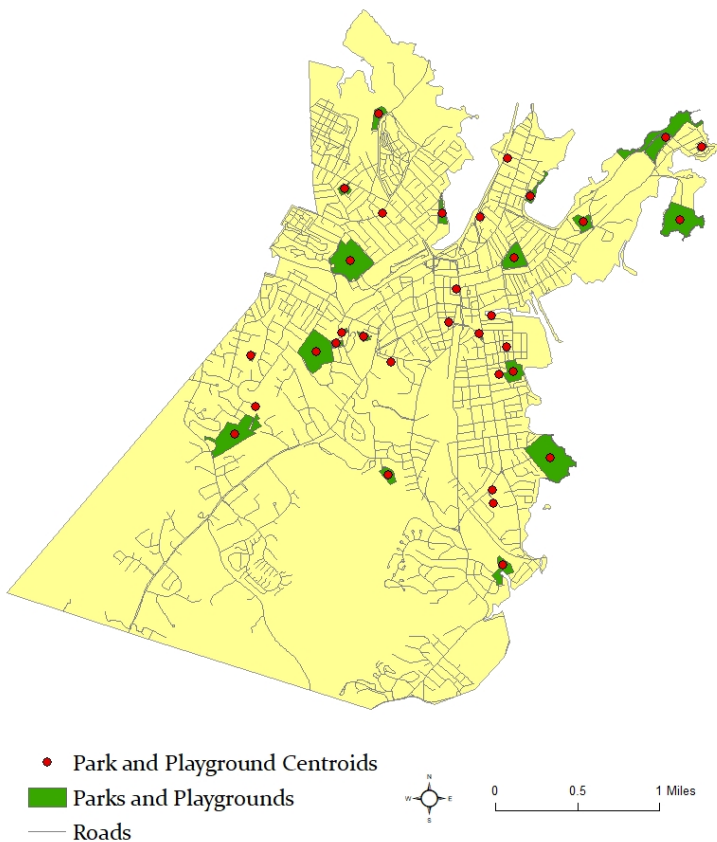 Park and Playground Centroids
Parks and Playgrounds
Roads
N
W E
S
0 0.5 1 Miles